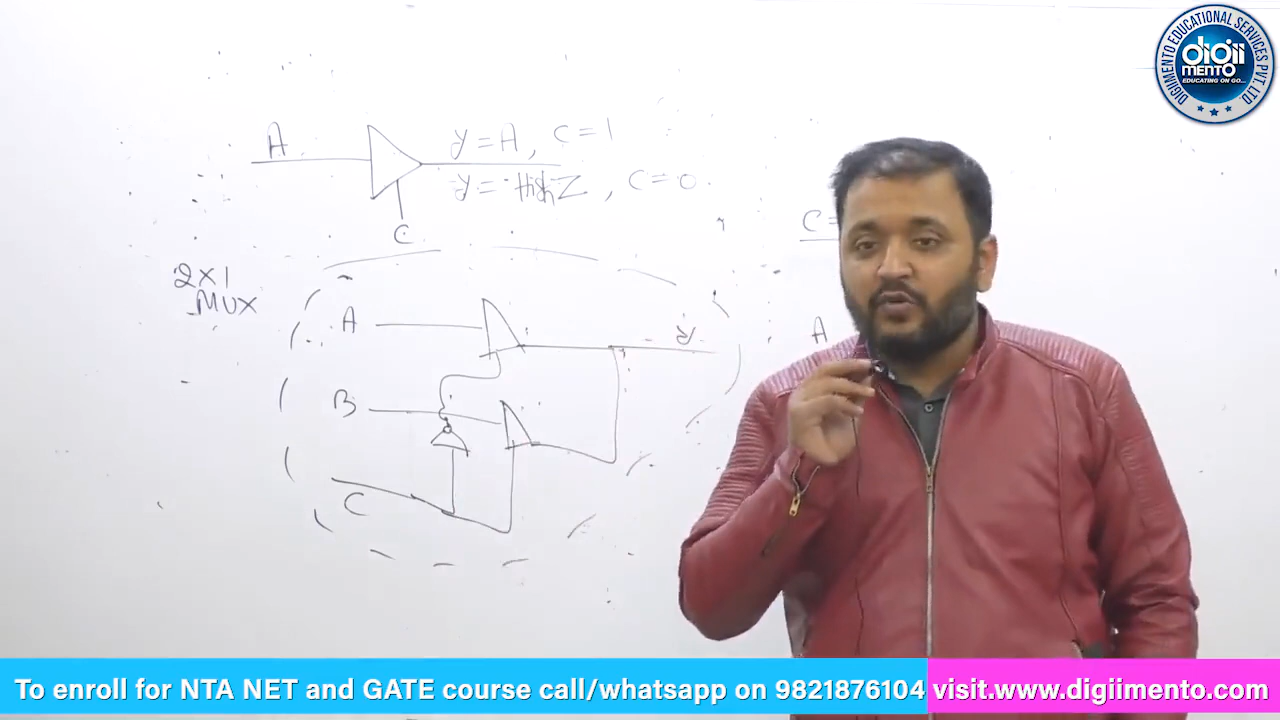 DIGIIMENTO EDUCATIONAL SERVICES PVT. LTD
digii
MENTO
EDUCATING ON GO...
A
y = A, C = 1
y = High Z, C = 0
C
C =
2x1
MUX
A
y
A
B
C
To enroll for NTA NET and GATE course call/whatsapp on 9821876104 visit.www.digiimento.com